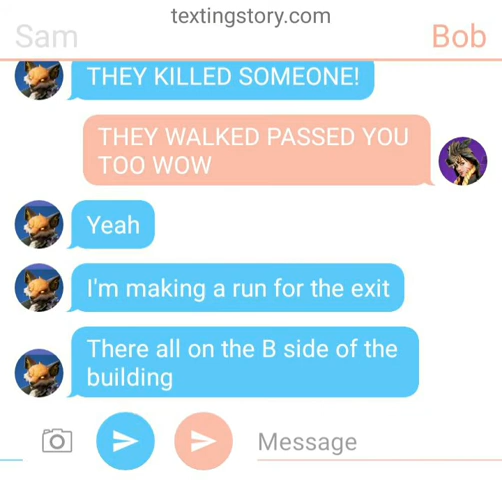 textingstory.com
Sam
Bob
THEY KILLED SOMEONE!
THEY WALKED PASSED YOU
TOO WOW
Yeah
I'm making a run for the exit
There all on the B side of the
building
Message